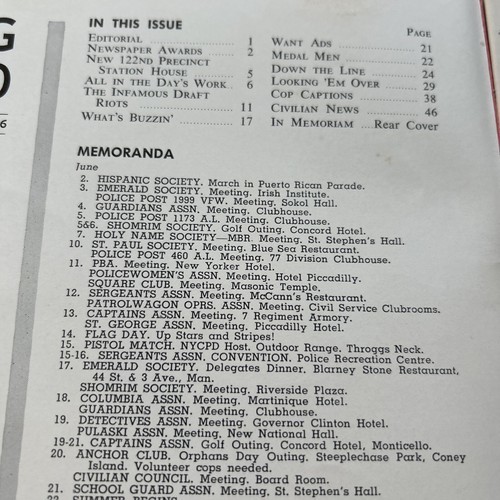 G
O
6
IN THIS ISSUE
PAGE
EDITORIAL 1
NEWSPAPER AWARDS 2
NEW 122ND PRECINCT
STATION HOUSE 5
ALL IN THE DAY'S WORK 6
THE INFAMOUS DRAFT
RIOTS 11
WHAT'S BUZZIN' 17
WANT ADS 21
MEDAL MEN 22
DOWN THE LINE 24
LOOKING 'EM OVER 29
COP CAPTIONS 38
CIVILIAN NEWS 46
IN MEMORIAM Rear Cover
MEMORANDA
June
2. HISPANIC SOCIETY. March in Puerto Rican Parade.
3. EMERALD SOCIETY. Meeting. Irish Institute.
POLICE POST 1999 VFW. Meeting. Sokol Hall.
4. GUARDIANS ASSN. Meeting. Clubhouse.
5. POLICE POST 1173 A.L. Meeting. Clubhouse.
5&6. SHOMRIM SOCIETY. Golf Outing. Concord Hotel.
7. HOLY NAME SOCIETY—MBR. Meeting. St. Stephen's Hall.
10. ST. PAUL SOCIETY. Meeting. Blue Sea Restaurant.
POLICE POST 460 A.L. Meeting. 77 Division Clubhouse.
11. PBA. Meeting. New Yorker Hotel.
POLICEWOMEN'S ASSN. Meeting. Hotel Piccadilly.
SQUARE CLUB. Meeting. Masonic Temple.
12. SERGEANTS ASSN. Meeting. McCann's Restaurant.
PATROLWAGON OPRS. ASSN. Meeting. Civil Service Clubrooms.
13. CAPTAINS ASSN. Meeting. 7 Regiment Armory.
ST. GEORGE ASSN. Meeting. Piccadilly Hotel.
14. FLAG DAY. Up Stars and Stripes!
15. PISTOL MATCH. NYCPD Host. Outdoor Range. Throggs Neck.
15-16. SERGEANTS ASSN. CONVENTION. Police Recreation Centre.
17. EMERALD SOCIETY. Delegates Dinner. Blarney Stone Restaurant,
44 St. & 3 Ave., Man.
SHOMRIM SOCIETY. Meeting. Riverside Plaza.
18. COLUMBIA ASSN. Meeting. Martinique Hotel.
GUARDIANS ASSN. Meeting. Clubhouse.
19. DETECTIVES ASSN. Meeting. Governor Clinton Hotel.
PULASKI ASSN. Meeting. New National Hall.
19-21. CAPTAINS ASSN. Golf Outing. Concord Hotel, Monticello.
20. ANCHOR CLUB. Orphans Day Outing. Steeplechase Park, Coney
Island. Volunteer cops needed.
CIVILIAN COUNCIL. Meeting. Board Room.
21. SCHOOL GUARD ASSN. Meeting. St. Stephen's Hall.
22. SUMMER BEGINS